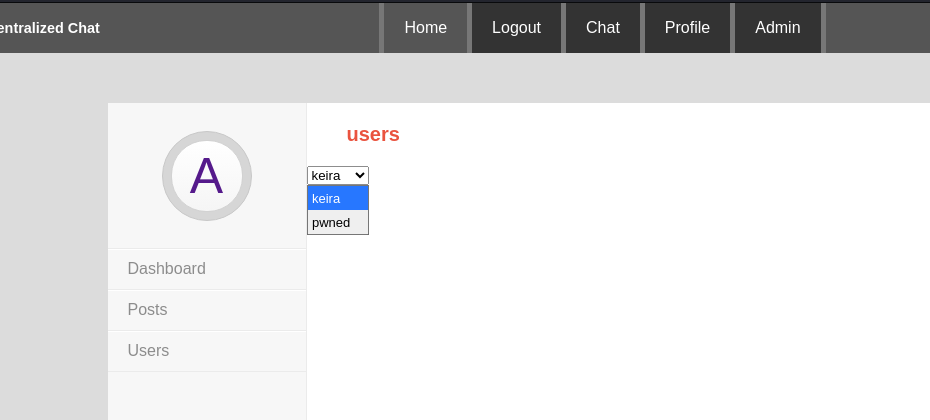 entralized Chat
Home
Logout
Chat
Profile
Admin
A
users
keira
keira
pwned
Dashboard
Posts
Users